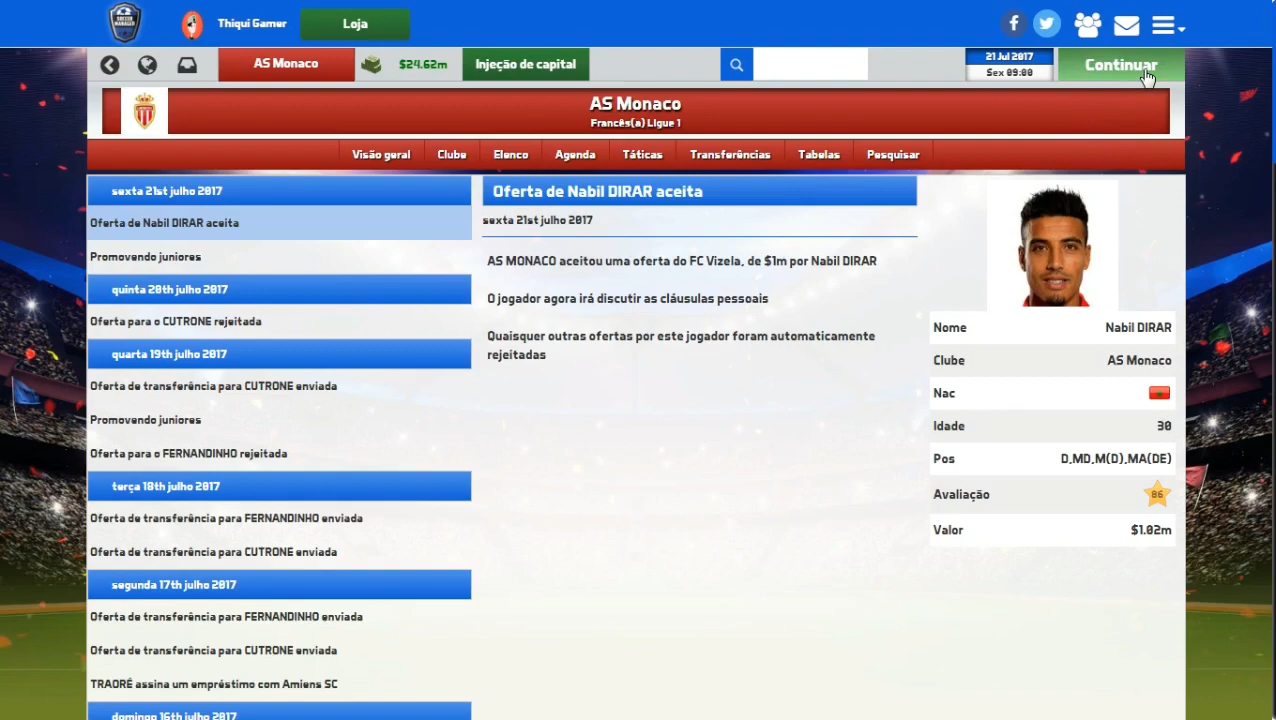 SOCCER MANAGER
Thiqui Gamer
Loja
AS Monaco
$24.62m
Injeção de capital
21 Jul 2017
Sex 09:00
Continuar
AS Monaco
Francês(a) Ligue 1
Visão geral
Clube
Elenco
Agenda
Táticas
Transferências
Tabelas
Pesquisar
sexta 21st julho 2017
Oferta de Nabil DIRAR aceita
Promovendo juniores
quinta 20th julho 2017
Oferta para o CUTRONE rejeitada
quarta 19th julho 2017
Oferta de transferência para CUTRONE enviada
Promovendo juniores
Oferta para o FERNANDINHO rejeitada
terça 18th julho 2017
Oferta de transferência para FERNANDINHO enviada
Oferta de transferência para CUTRONE enviada
segunda 17th julho 2017
Oferta de transferência para FERNANDINHO enviada
Oferta de transferência para CUTRONE enviada
TRAORÉ assina um empréstimo com Amiens SC
domingo 16th julho 2017
Oferta de Nabil DIRAR aceita
sexta 21st julho 2017
AS MONACO aceitou uma oferta do FC Vizela, de $1m por Nabil DIRAR
O jogador agora irá discutir as cláusulas pessoais
Quaisquer outras ofertas por este jogador foram automaticamente
rejeitadas
Nome Nabil DIRAR
Clube AS Monaco
Nac
Idade 30
Pos D,MD,M(D),MA(DE)
Avaliação 86
Valor $1.02m